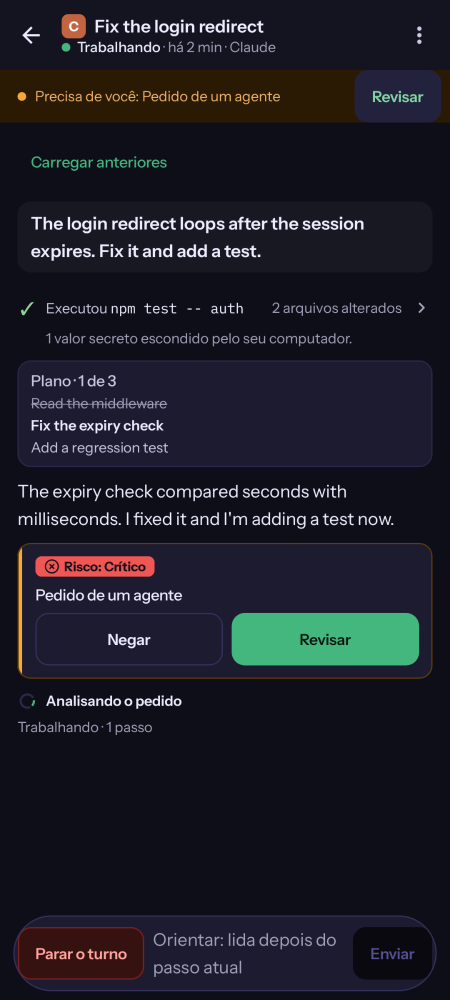 C Fix the login redirect
Trabalhando · há 2 min · Claude
Precisa de você: Pedido de um agente
Revisar
Carregar anteriores
The login redirect loops after the session
expires. Fix it and add a test.
Executou npm test -- auth 2 arquivos alterados
1 valor secreto escondido pelo seu computador.
Plano · 1 de 3
Read the middleware
Fix the expiry check
Add a regression test
The expiry check compared seconds with
milliseconds. I fixed it and I'm adding a test now.
Risco: Crítico
Pedido de um agente
Negar
Revisar
Analisando o pedido
Trabalhando · 1 passo
Parar o turno
Orientar: lida depois do
passo atual
Enviar